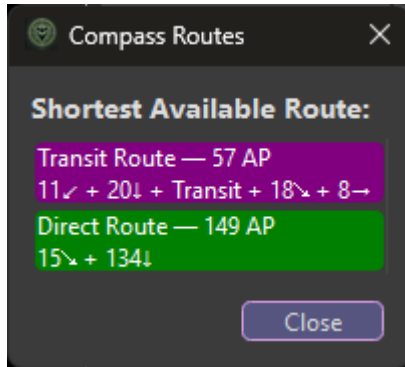 Compass Routes
Shortest Available Route:
Transit Route — 57 AP
11↙ + 20↓ + Transit + 18↘ + 8→
Direct Route — 149 AP
15↘ + 134↓
Close